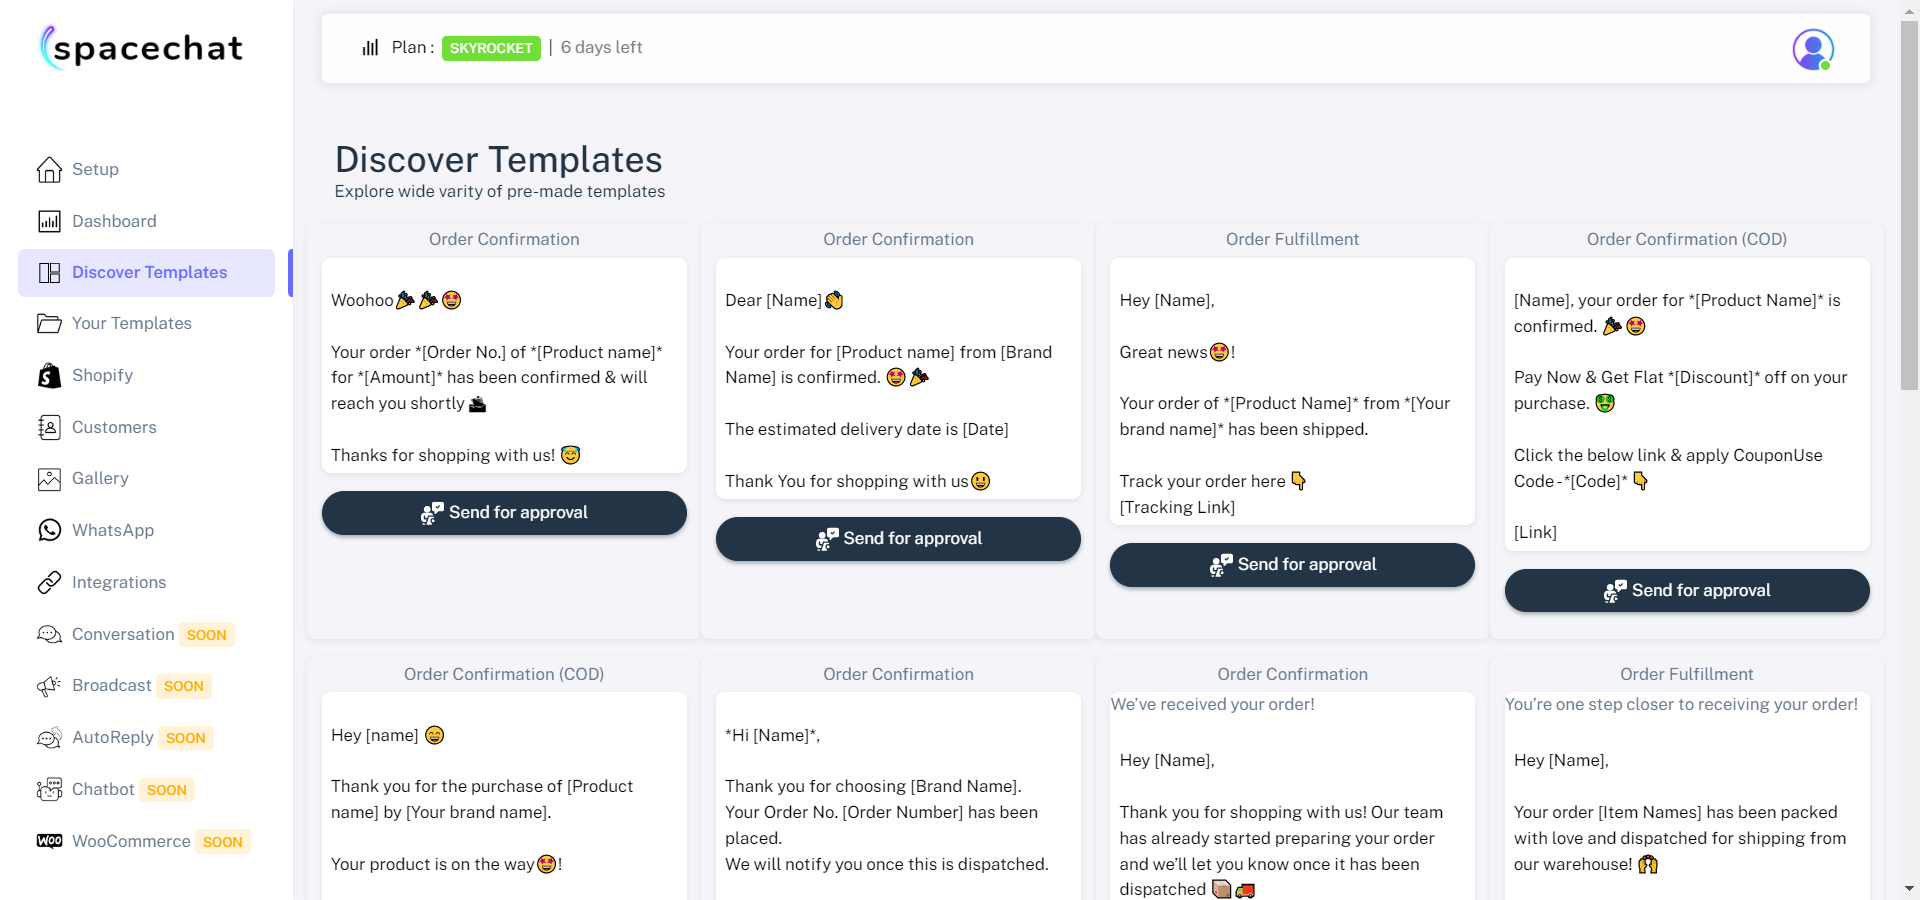 spacechat
Plan : SKYROCKET | 6 days left
Setup
Dashboard
Discover Templates
Your Templates
Shopify
Customers
Gallery
WhatsApp
Integrations
Conversation SOON
Broadcast SOON
AutoReply SOON
Chatbot SOON
WOO WooCommerce SOON
Discover Templates
Explore wide varity of pre-made templates
Order Confirmation
Woohoo🎉🎉🤩
Your order *[Order No.] of *[Product name]*
for *[Amount]* has been confirmed & will
reach you shortly
Thanks for shopping with us! 😇
Send for approval
Order Confirmation
Dear [Name]👏
Your order for [Product name] from [Brand
Name] is confirmed. 🤩🎉
The estimated delivery date is [Date]
Thank You for shopping with us😃
Send for approval
Order Fulfillment
Hey [Name],
Great news🤩!
Your order of *[Product Name]* from *[Your
brand name]* has been shipped.
Track your order here 👇
[Tracking Link]
Send for approval
Order Confirmation (COD)
[Name], your order for *[Product Name]* is
confirmed. 🎉🤩
Pay Now & Get Flat *[Discount]* off on your
purchase. 🤑
Click the below link & apply CouponUse
Code - *[Code]* 👇
[Link]
Send for approval
Order Confirmation (COD)
Hey [name] 😄
Thank you for the purchase of [Product
name] by [Your brand name].
Your product is on the way🤩!
Order Confirmation
*Hi [Name]*,
Thank you for choosing [Brand Name].
Your Order No. [Order Number] has been
placed.
We will notify you once this is dispatched.
Order Confirmation
We've received your order!
Hey [Name],
Thank you for shopping with us! Our team
has already started preparing your order
and we'll let you know once it has been
dispatched 📦🚚
Order Fulfillment
You're one step closer to receiving your order!
Hey [Name],
Your order [Item Names] has been packed
with love and dispatched for shipping from
our warehouse! 🙌